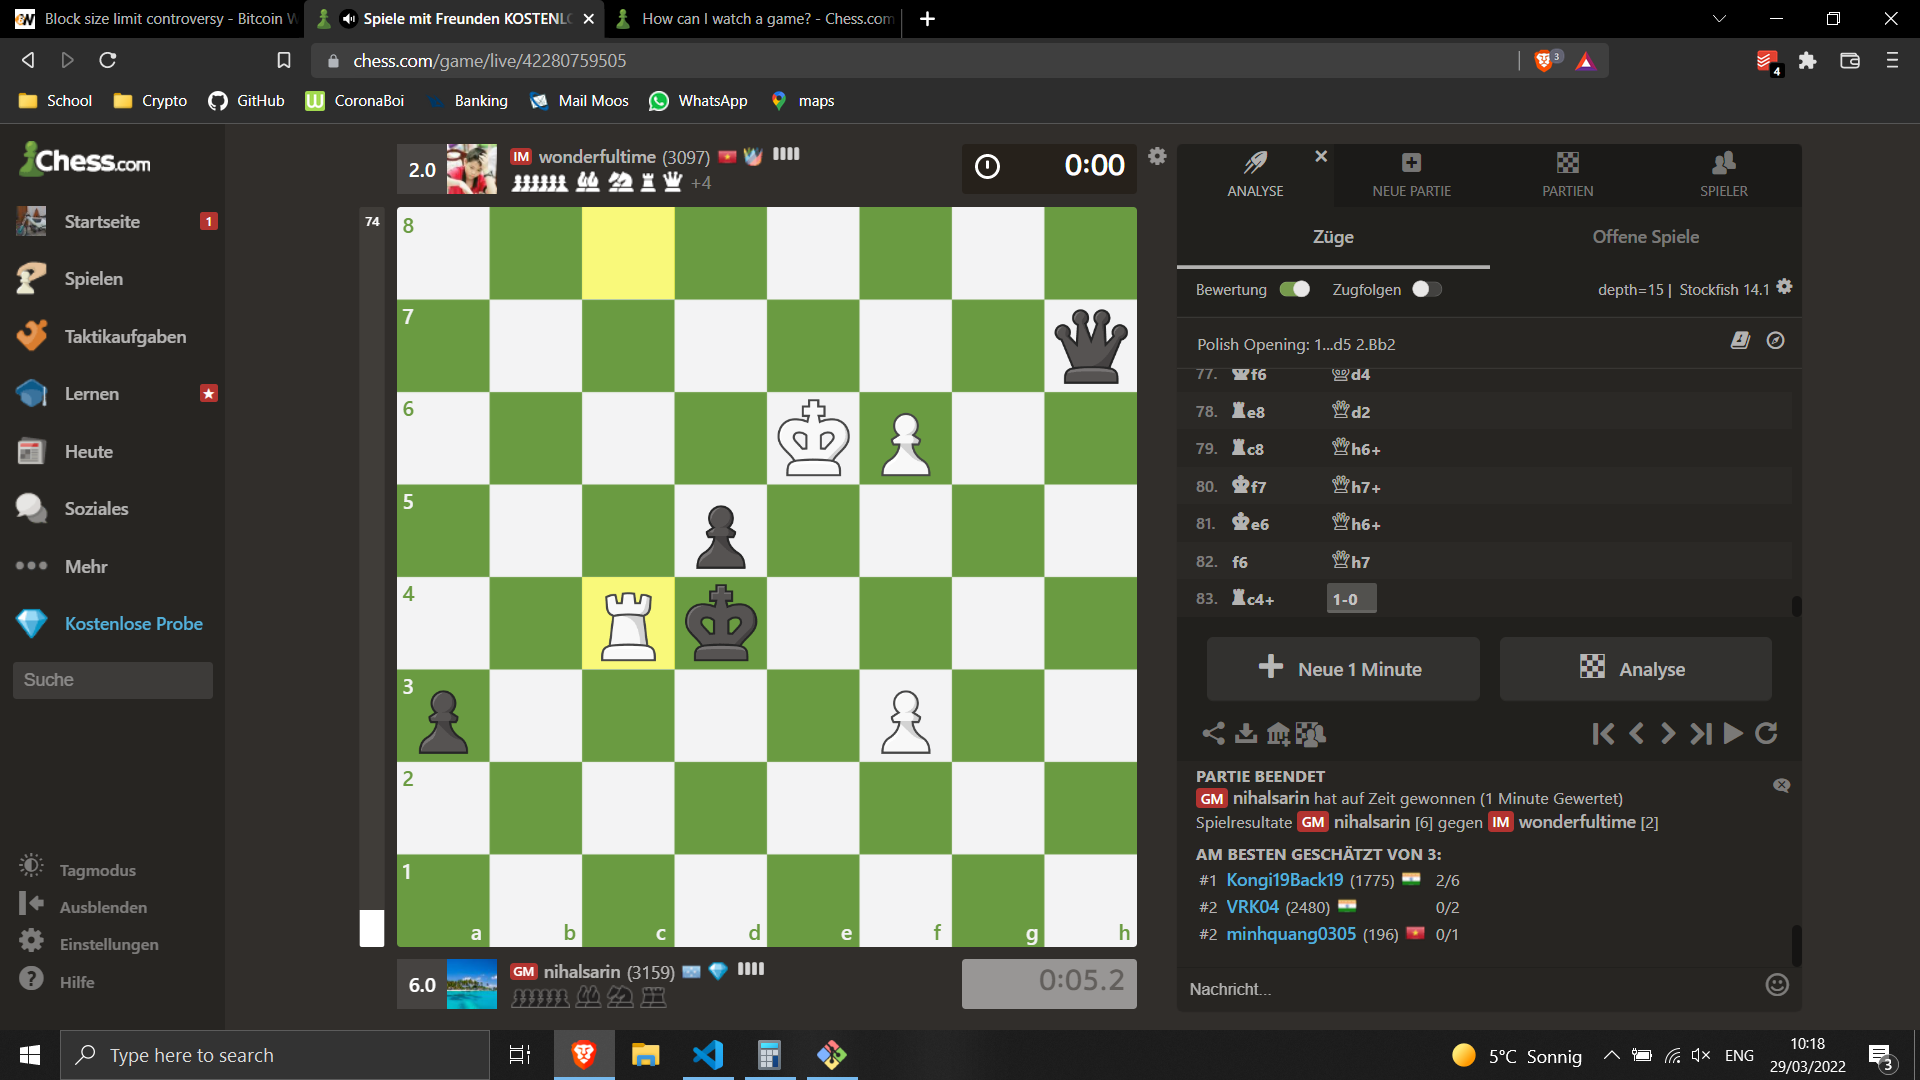 Block size limit controversy - Bitcoin W
Spiele mit Freunden KOSTENLO
How can I watch a game? - Chess.com
chess.com/game/live/42280759505
3
4
School
Crypto
GitHub
CoronaBoi
Banking
Mail Moos
WhatsApp
maps
Chess.com
Startseite
1
Spielen
Taktikaufgaben
Lernen
Heute
Soziales
Mehr
Kostenlose Probe
Suche
Tagmodus
Ausblenden
Einstellungen
Hilfe
2.0
IM wonderfultime (3097)
+4
0:00
74
8
7
6
5
4
3
2
1
a b c d e f g h
6.0
GM nihalsarin (3159)
0:05.2
ANALYSE
NEUE PARTIE
PARTIEN
SPIELER
Züge
Offene Spiele
Bewertung
Zugfolgen
depth=15 | Stockfish 14.1
Polish Opening: 1...d5 2.Bb2
77. f6 d4
78. e8 d2
79. c8 h6+
80. f7 h7+
81. e6 h6+
82. f6 h7
83. c4+ 1-0
Neue 1 Minute
Analyse
PARTIE BEENDET
GM nihalsarin hat auf Zeit gewonnen (1 Minute Gewertet)
Spielresultate GM nihalsarin [6] gegen IM wonderfultime [2]
AM BESTEN GESCHÄTZT VON 3:
#1 Kongi19Back19 (1775) 2/6
#2 VRK04 (2480) 0/2
#2 minhquang0305 (196) 0/1
Nachricht...
Type here to search
5°C Sonnig
ENG
10:18
29/03/2022
3